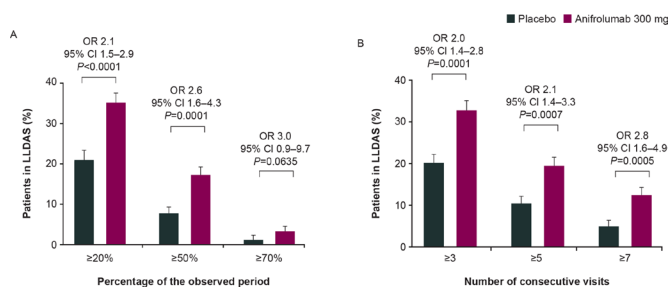 Placebo Anifrolumab 300 mg
A
OR 2.1
95% CI 1.5–2.9
P<0.0001
OR 2.6
95% CI 1.6–4.3
P=0.0001
OR 3.0
95% CI 0.9–9.7
P=0.0635
Patients in LLDAS (%)
40
30
20
10
0
≥20% ≥50% ≥70%
Percentage of the observed period
B
OR 2.0
95% CI 1.4–2.8
P=0.0001
OR 2.1
95% CI 1.4–3.3
P=0.0007
OR 2.8
95% CI 1.6–4.9
P=0.0005
Patients in LLDAS (%)
40
30
20
10
0
≥3 ≥5 ≥7
Number of consecutive visits